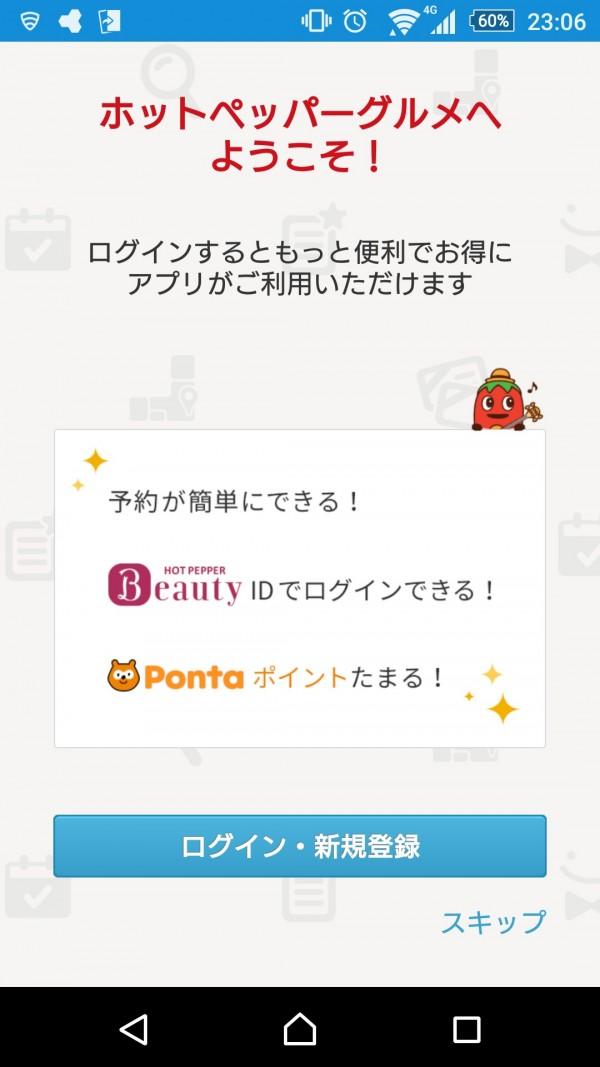 4G 60% 23:06
ホットペッパーグルメへ
ようこそ！
ログインするともっと便利でお得に
アプリがご利用いただけます
予約が簡単にできる！
HOT PEPPER
Beauty IDでログインできる！
Ponta ポイントたまる！
ログイン・新規登録
スキップ